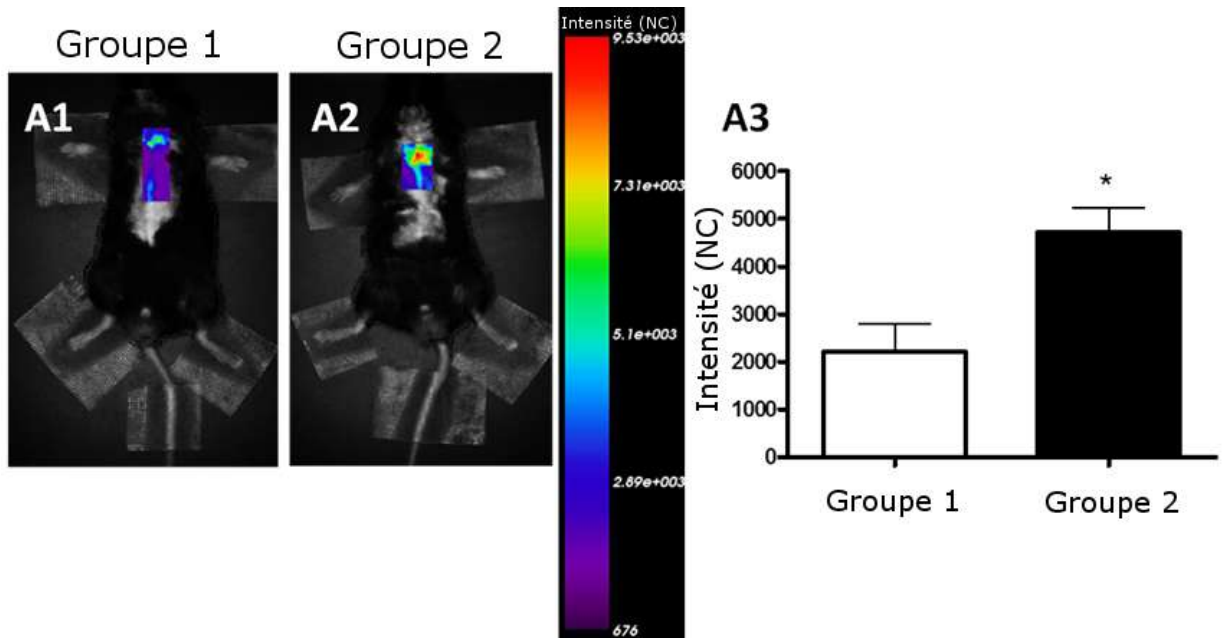 Groupe 1
Groupe 2
A1
A2
Intensité (NC)
9.53e+003
7.31e+003
5.1e+003
2.89e+003
676
A3
Intensité (NC)
6000
5000
4000
3000
2000
1000
0
*
Groupe 1
Groupe 2